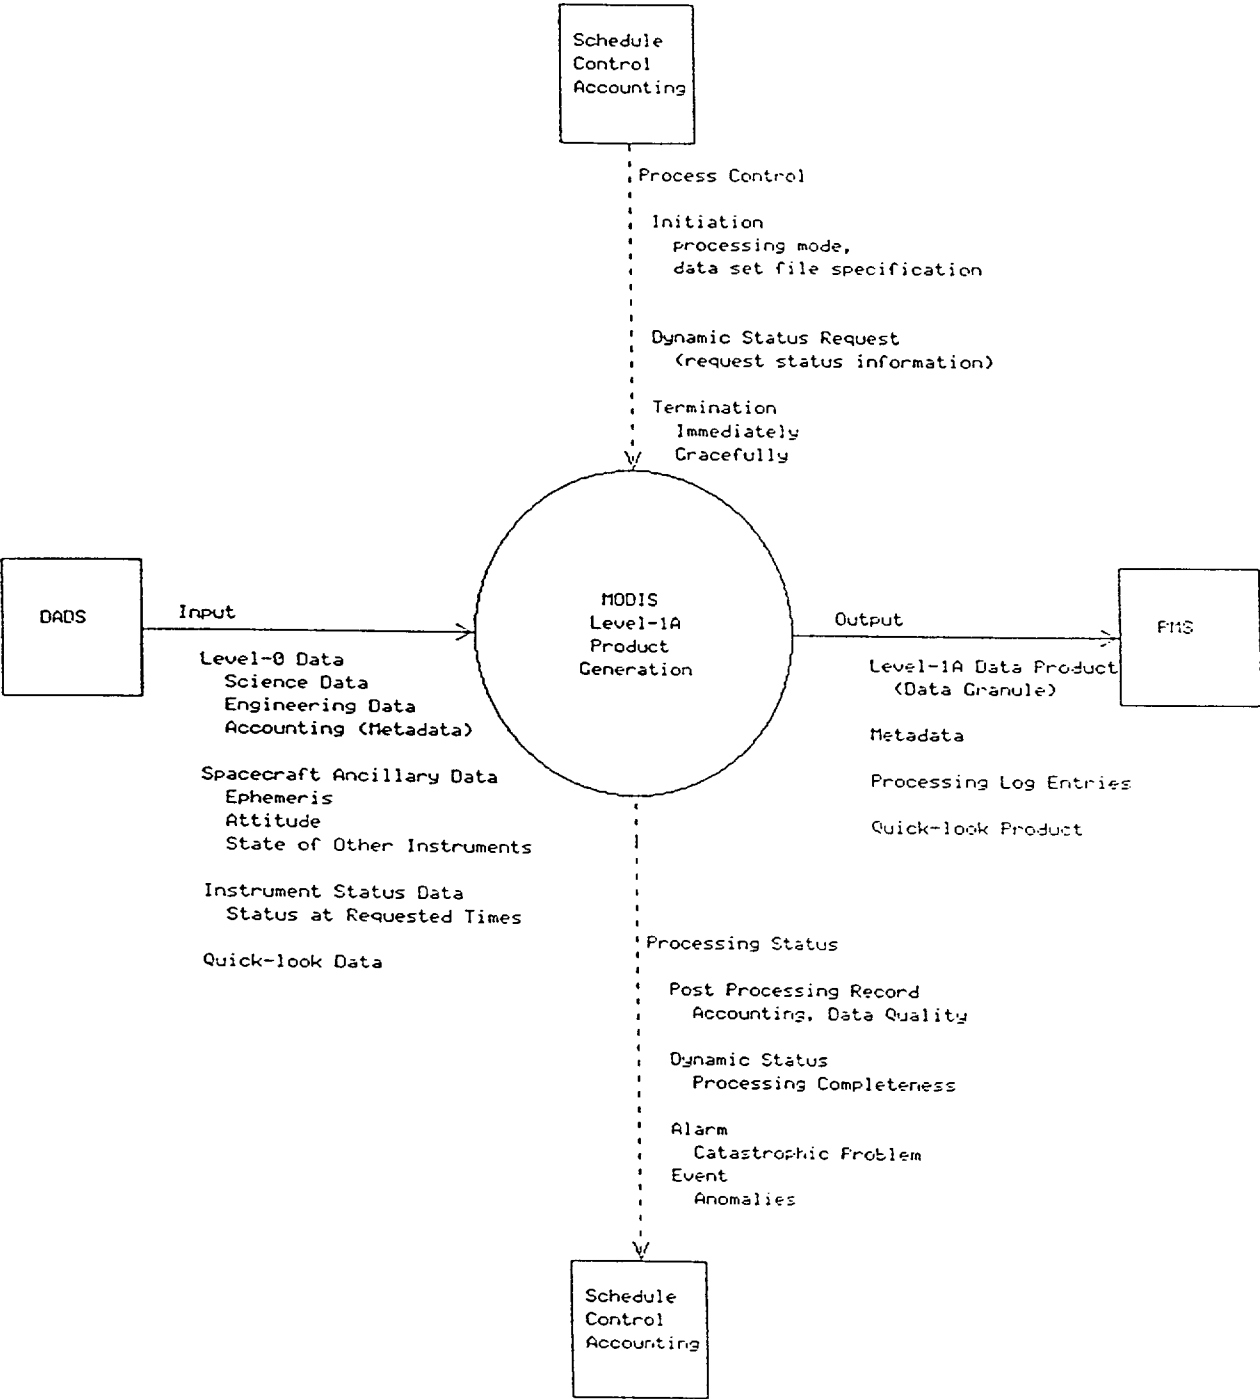 Schedule
Control
Accounting
Process Control
Initiation
processing mode,
data set file specification
Dynamic Status Request
(request status information)
Termination
Immediately
Gracefully
DADS
Input
Level-0 Data
Science Data
Engineering Data
Accounting (Metadata)
Spacecraft Ancillary Data
Ephemeris
Attitude
State of Other Instruments
Instrument Status Data
Status at Requested Times
Quick-look Data
MODIS
Level-1A
Product
Generation
Output
Level-1A Data Product
(Data Granule)
Metadata
Processing Log Entries
Quick-look Product
Processing Status
Post Processing Record
Accounting, Data Quality
Dynamic Status
Processing Completeness
Alarm
Catastrophic Problem
Event
Anomalies
Schedule
Control
Accounting